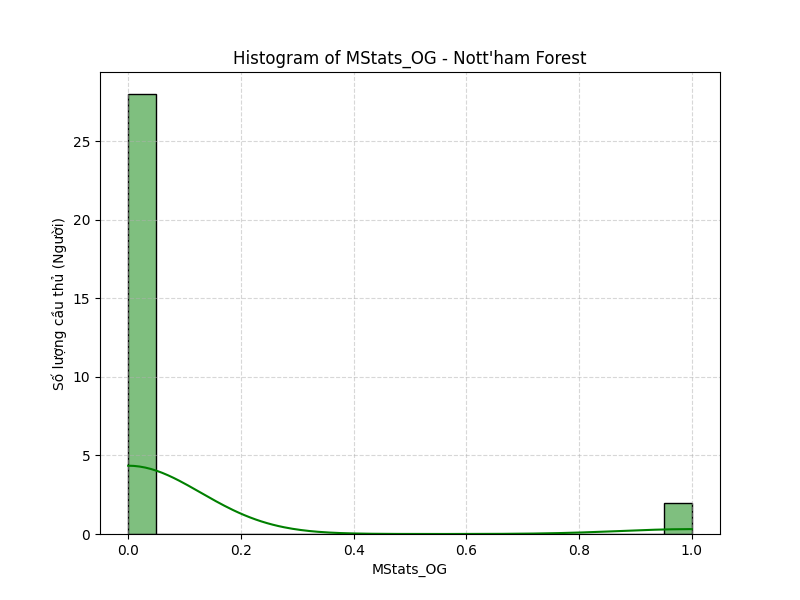 Histogram of MStats_OG - Nott'ham Forest
Số lượng cầu thủ (Người)
25
20
15
10
5
0
0.0 0.2 0.4 0.6 0.8 1.0
MStats_OG